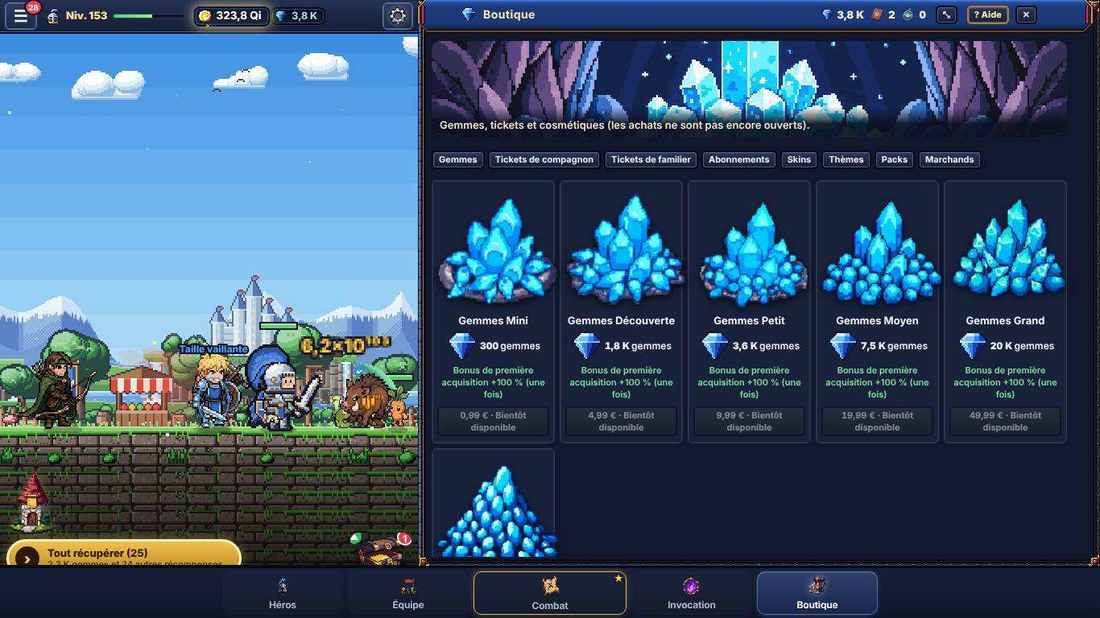 28
Niv. 153
323,8 Qi
3,8 K
Boutique
3,8 K
2
0
? Aide
Gemmes, tickets et cosmétiques (les achats ne sont pas encore ouverts).
Gemmes
Tickets de compagnon
Tickets de familier
Abonnements
Skins
Thèmes
Packs
Marchands
Gemmes Mini
300 gemmes
Bonus de première
acquisition +100 % (une
fois)
0,99 € · Bientôt
disponible
Gemmes Découverte
1,8 K gemmes
Bonus de première
acquisition +100 % (une
fois)
4,99 € · Bientôt
disponible
Gemmes Petit
3,6 K gemmes
Bonus de première
acquisition +100 % (une
fois)
9,99 € · Bientôt
disponible
Gemmes Moyen
7,5 K gemmes
Bonus de première
acquisition +100 % (une
fois)
19,99 € · Bientôt
disponible
Gemmes Grand
20 K gemmes
Bonus de première
acquisition +100 % (une
fois)
49,99 € · Bientôt
disponible
Taille vaillante
Tout récupérer (25)
1
Héros
Équipe
Combat
Invocation
Boutique